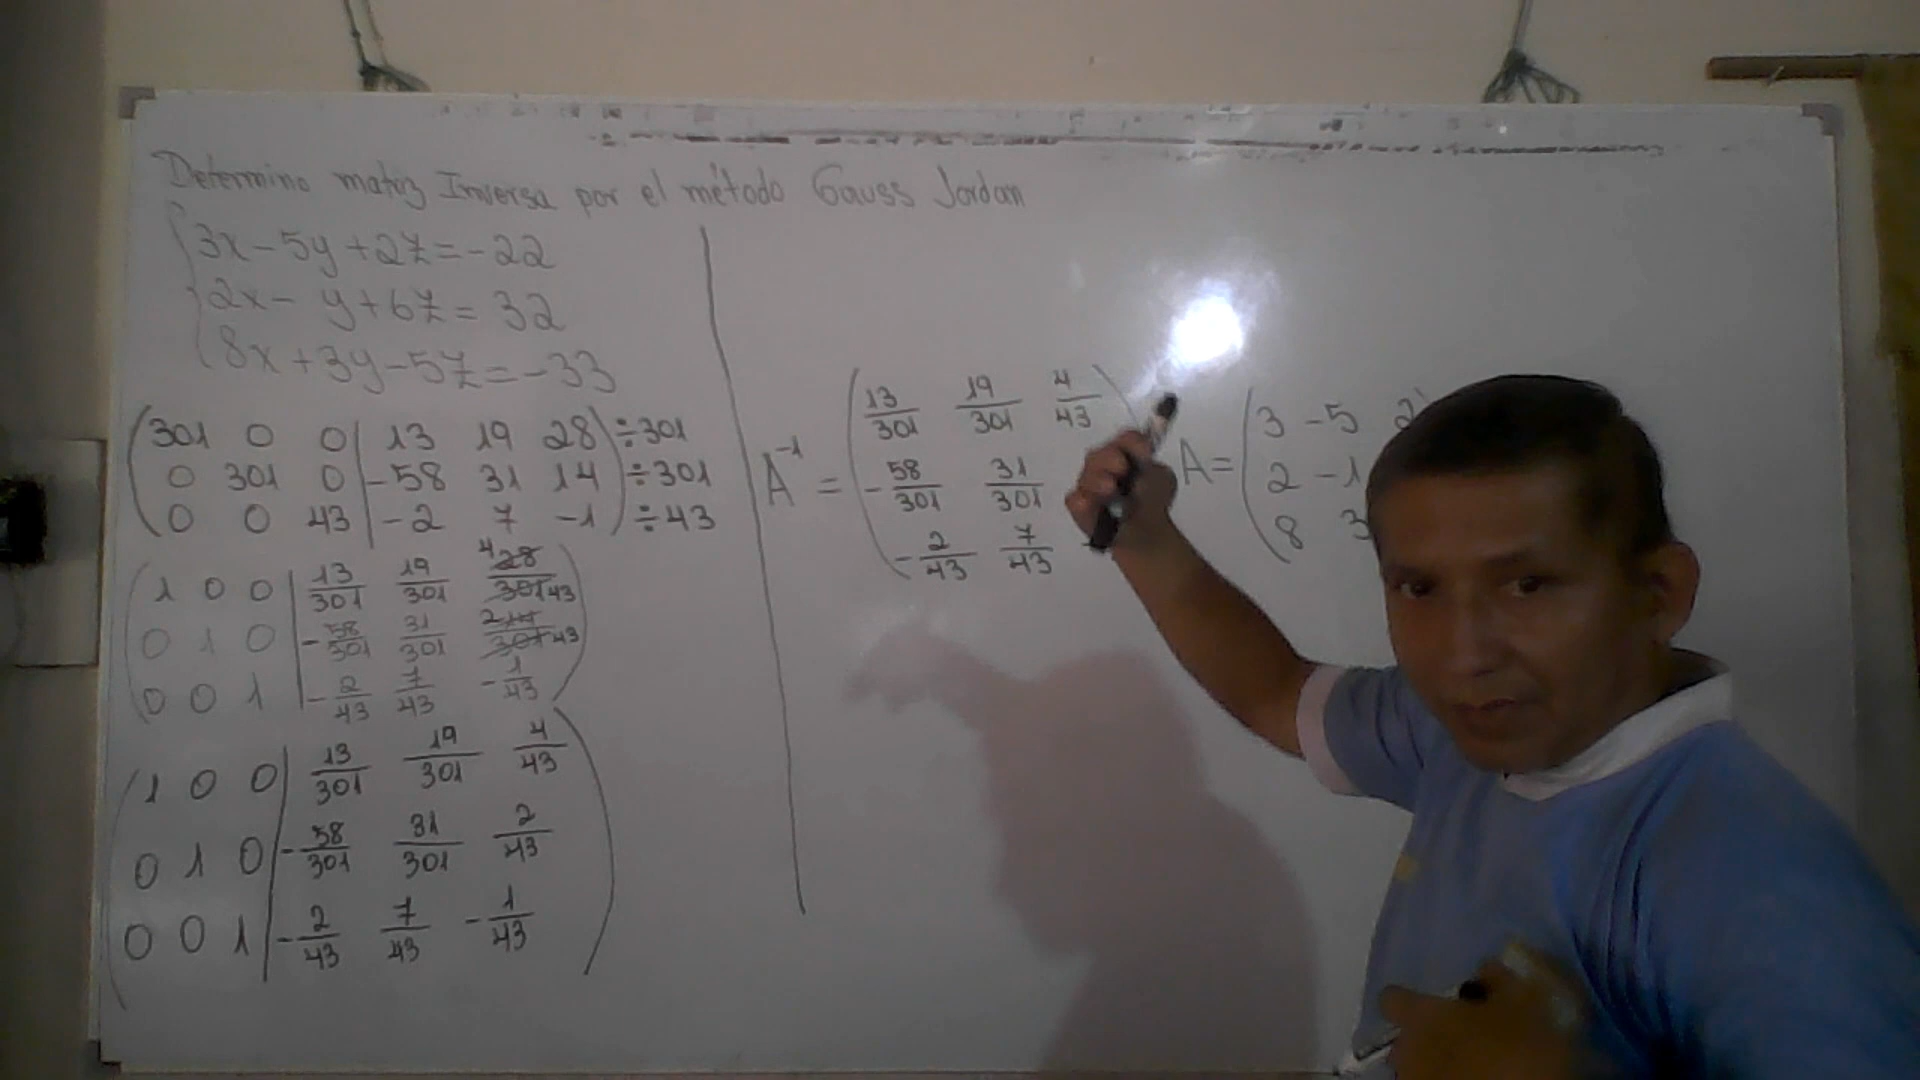 Determino matriz Inversa por el método Gauss Jordan
3x - 5y + 2z = -22
2x - y + 6z = 32
8x + 3y - 5z = -33
301 0 0 | 13 19 28 ÷301
0 301 0 | -58 31 14 ÷301
0 0 43 | -2 7 -1 ÷43
1 0 0 | 13/301 19/301 4 28/301 43
0 1 0 | -58/301 31/301 2 14/301 43
0 0 1 | -2/43 7/43 -1/43
1 0 0 | 13/301 19/301 4/43
0 1 0 | -58/301 31/301 2/43
0 0 1 | -2/43 7/43 -1/43
A⁻¹ =
13/301 19/301 4/43
-58/301 31/301
-2/43 7/43 -
A =
3 -5 2
2 -1
8 3